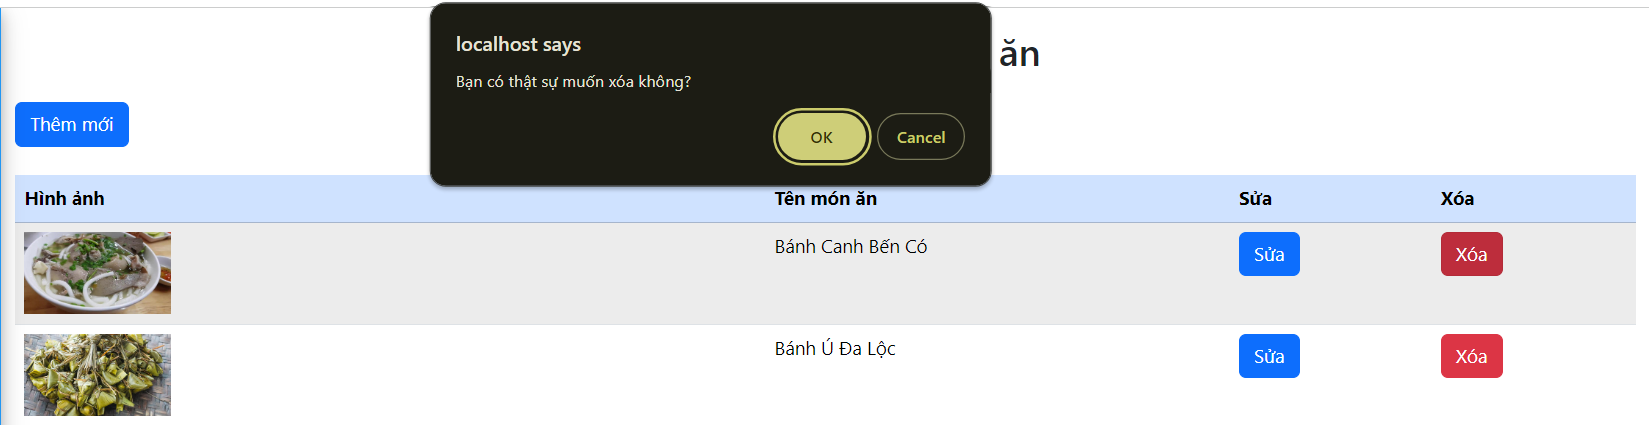 localhost says
Bạn có thật sự muốn xóa không?
OK Cancel
ăn
Thêm mới
Hình ảnh Tên món ăn Sửa Xóa
Bánh Canh Bến Có Sửa Xóa
Bánh Ú Đa Lộc Sửa Xóa